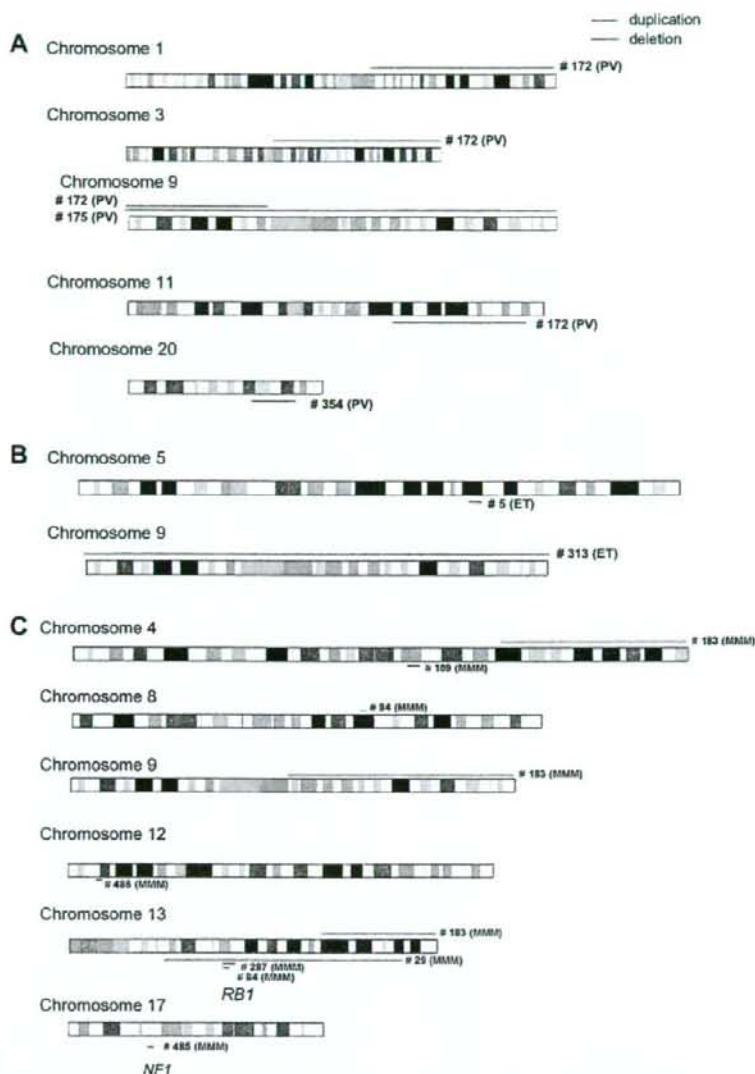 duplication
deletion
A
Chromosome 1
# 172 (PV)
Chromosome 3
# 172 (PV)
Chromosome 9
# 172 (PV)
# 175 (PV)
Chromosome 11
# 172 (PV)
Chromosome 20
# 354 (PV)
B
Chromosome 5
# 5 (ET)
Chromosome 9
# 313 (ET)
C
Chromosome 4
# 183 (MMM)
# 109 (MMM)
Chromosome 8
# 84 (MMM)
Chromosome 9
# 183 (MMM)
Chromosome 12
(MMM)
Chromosome 13
# 183 (MMM)
# 29 (MMM)
# 287 (MMM)
# 84 (MMM)
RB1
Chromosome 17
# 485 (MMM)
NF1